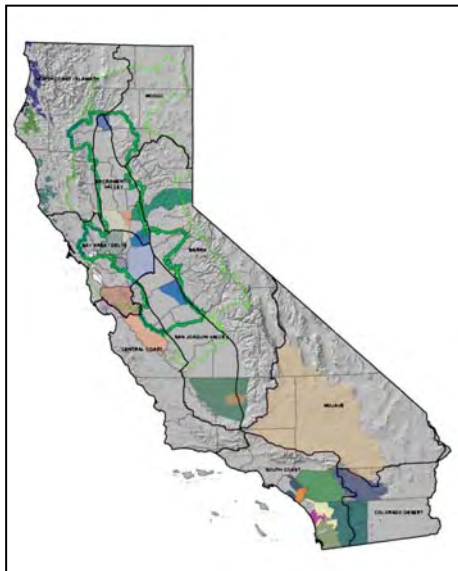 NORTH COAST / KLAMATH
MODOC
SACRAMENTO
VALLEY
BAY AREA / DELTA
SIERRA
SAN JOAQUIN VALLEY
CENTRAL COAST
MOJAVE
SOUTH COAST
COLORADO DESERT